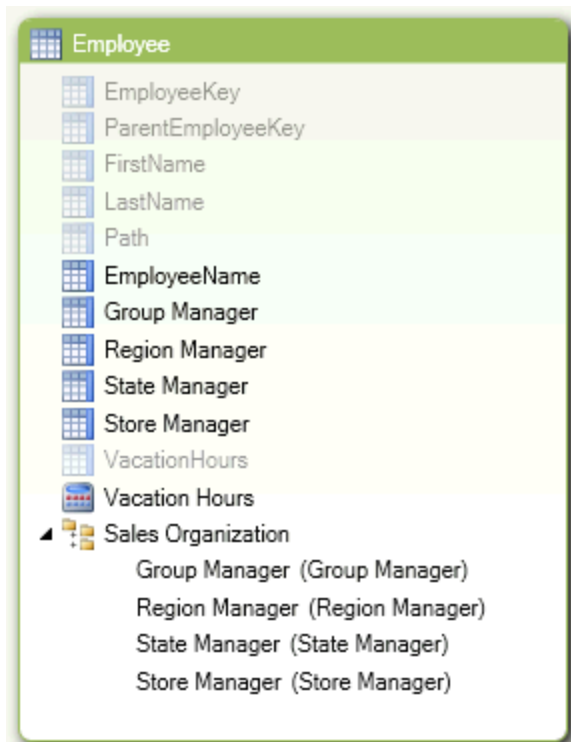 Employee
EmployeeKey
ParentEmployeeKey
FirstName
LastName
Path
EmployeeName
Group Manager
Region Manager
State Manager
Store Manager
VacationHours
Vacation Hours
Sales Organization
Group Manager (Group Manager)
Region Manager (Region Manager)
State Manager (State Manager)
Store Manager (Store Manager)